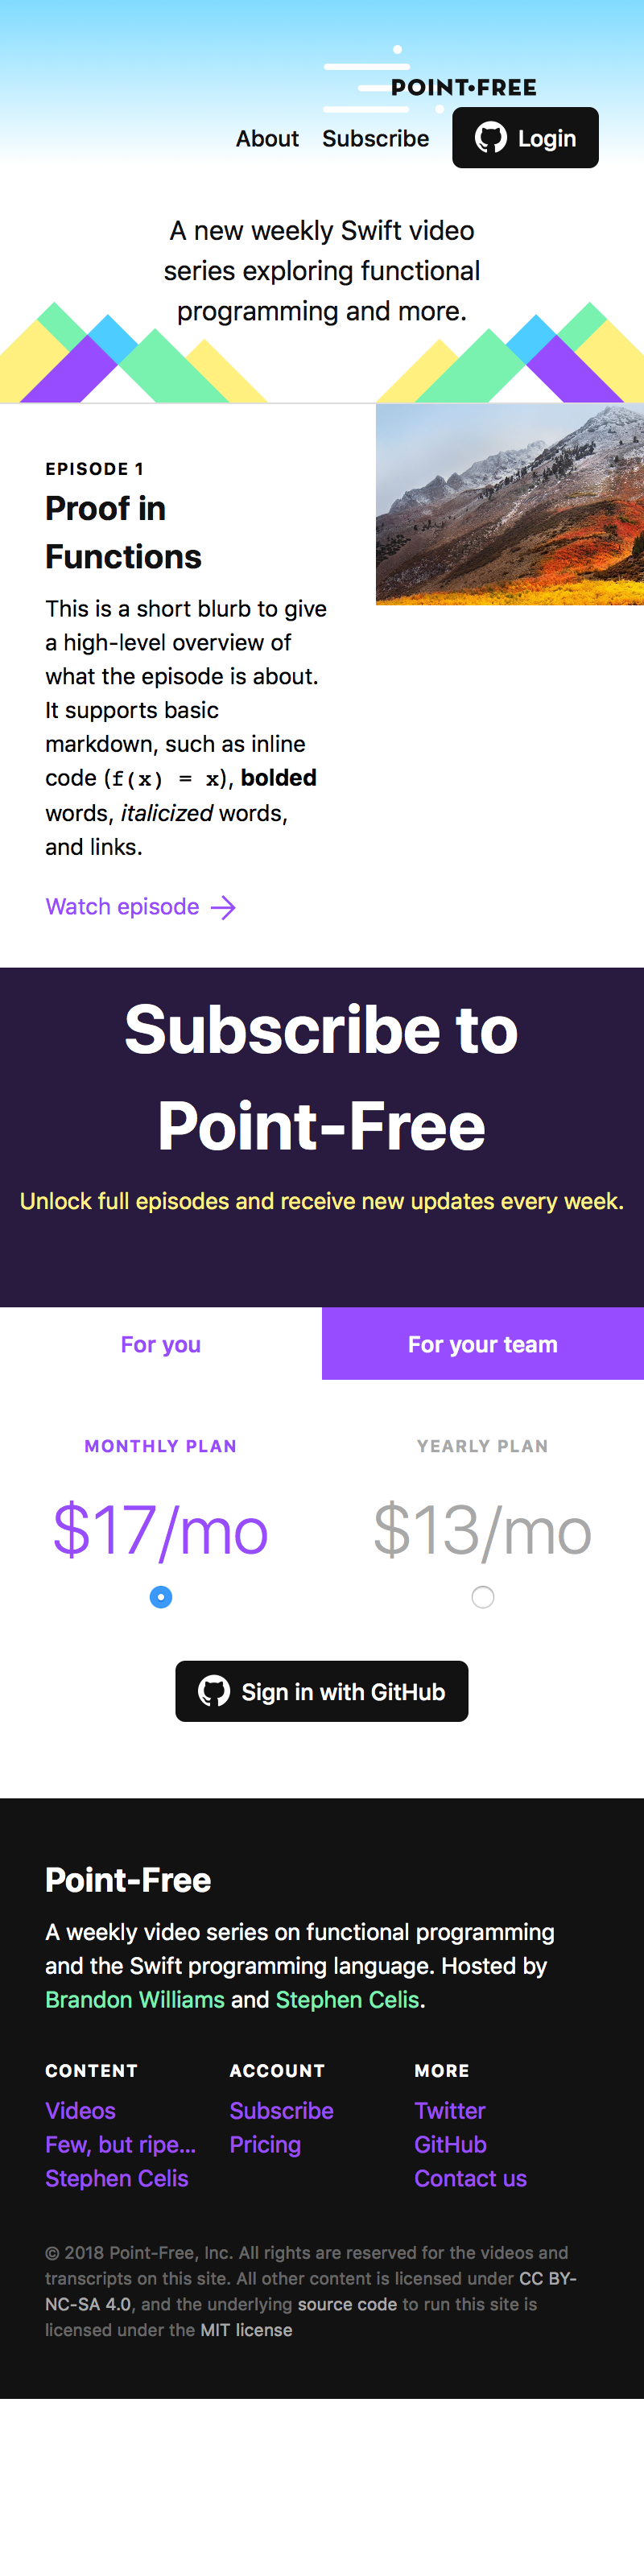 POINT•FREE
About Subscribe Login
A new weekly Swift video
series exploring functional
programming and more.
EPISODE 1
Proof in
Functions
This is a short blurb to give
a high-level overview of
what the episode is about.
It supports basic
markdown, such as inline
code (f(x) = x), bolded
words, italicized words,
and links.
Watch episode
Subscribe to
Point-Free
Unlock full episodes and receive new updates every week.
For you For your team
MONTHLY PLAN YEARLY PLAN
$17/mo $13/mo
Sign in with GitHub
Point-Free
A weekly video series on functional programming
and the Swift programming language. Hosted by
Brandon Williams and Stephen Celis.
CONTENT ACCOUNT MORE
Videos Subscribe Twitter
Few, but ripe... Pricing GitHub
Stephen Celis Contact us
© 2018 Point-Free, Inc. All rights are reserved for the videos and
transcripts on this site. All other content is licensed under CC BY-
NC-SA 4.0, and the underlying source code to run this site is
licensed under the MIT license